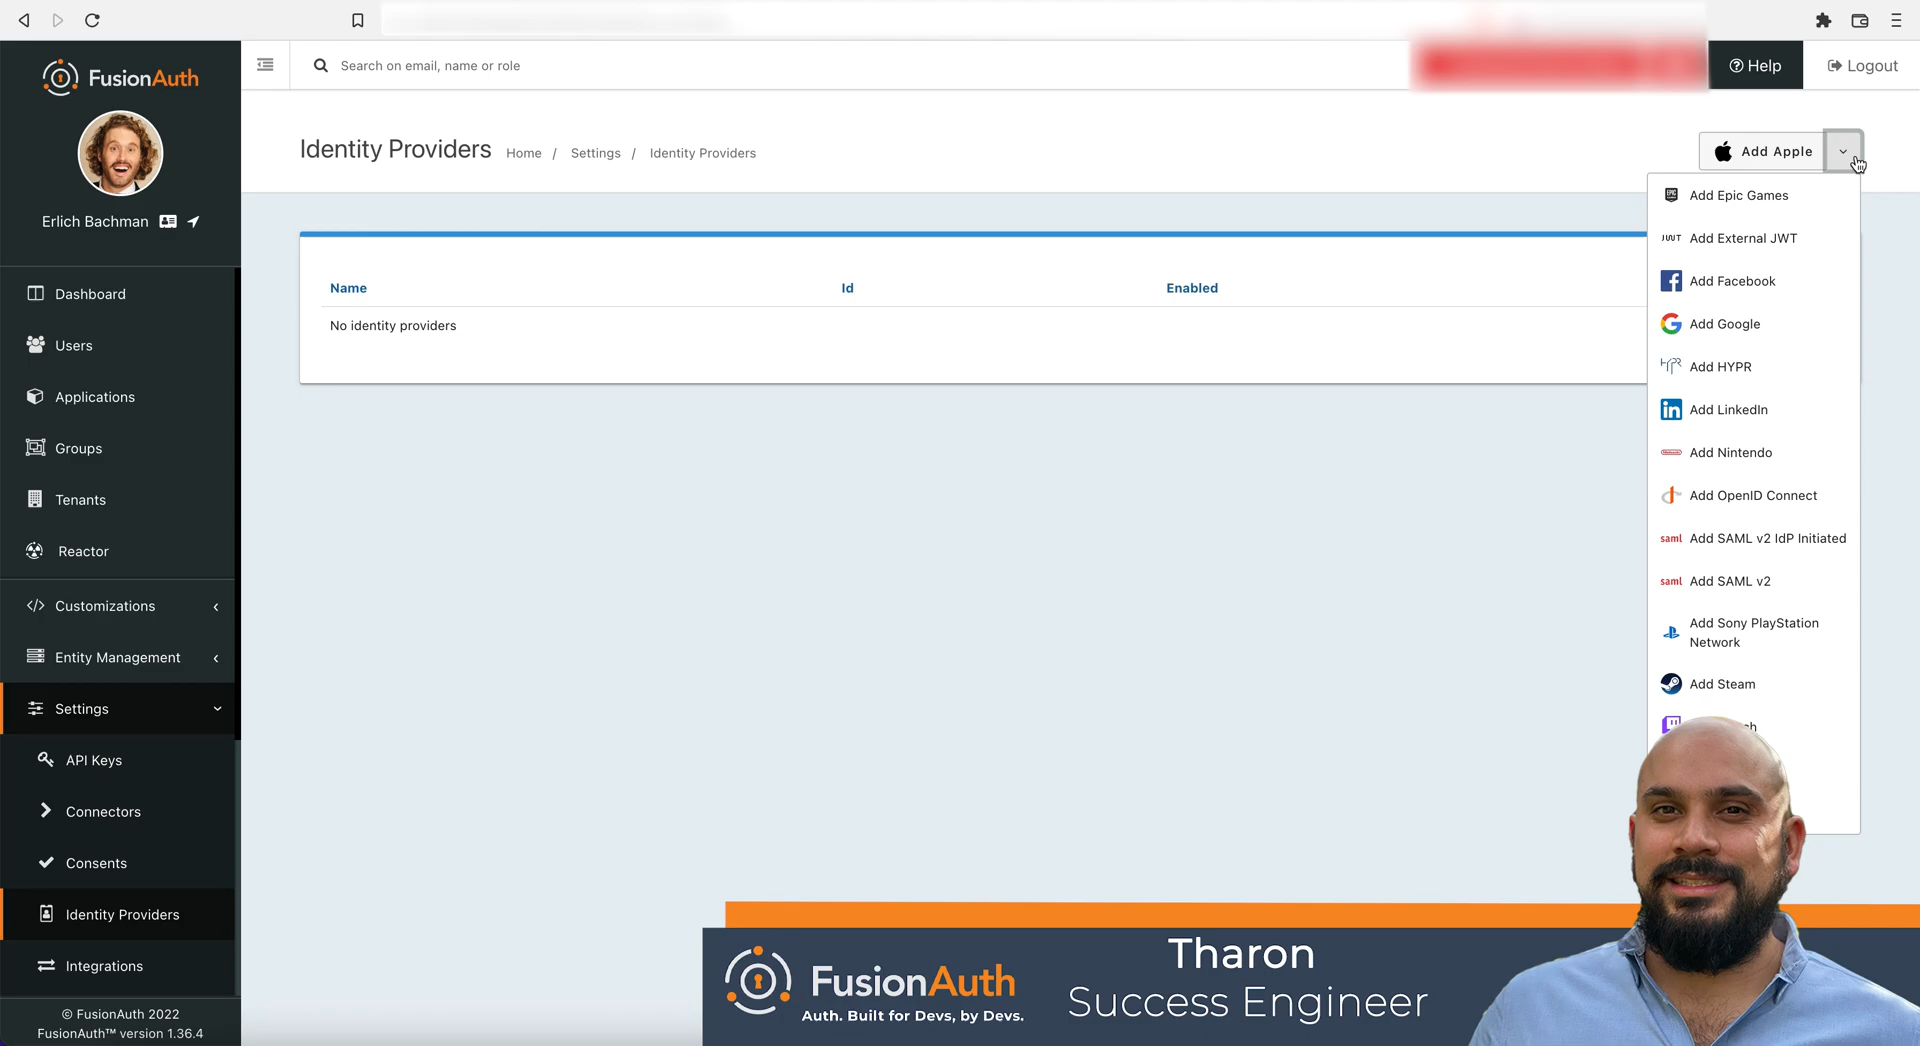 FusionAuth
Search on email, name or role
Help
Logout
Erlich Bachman
Identity Providers
Home / Settings / Identity Providers
Add Apple
Dashboard
Users
Applications
Groups
Tenants
Reactor
Customizations
Entity Management
Settings
API Keys
Connectors
Consents
Identity Providers
Integrations
© FusionAuth 2022
FusionAuth™ version 1.36.4
Name Id Enabled
No identity providers
Add Epic Games
JWT Add External JWT
Add Facebook
Add Google
HYPR Add HYPR
in Add LinkedIn
Add Nintendo
Add OpenID Connect
saml Add SAML v2 IdP Initiated
saml Add SAML v2
Add Sony PlayStation
Network
Add Steam
FusionAuth
Auth. Built for Devs, by Devs.
Tharon
Success Engineer